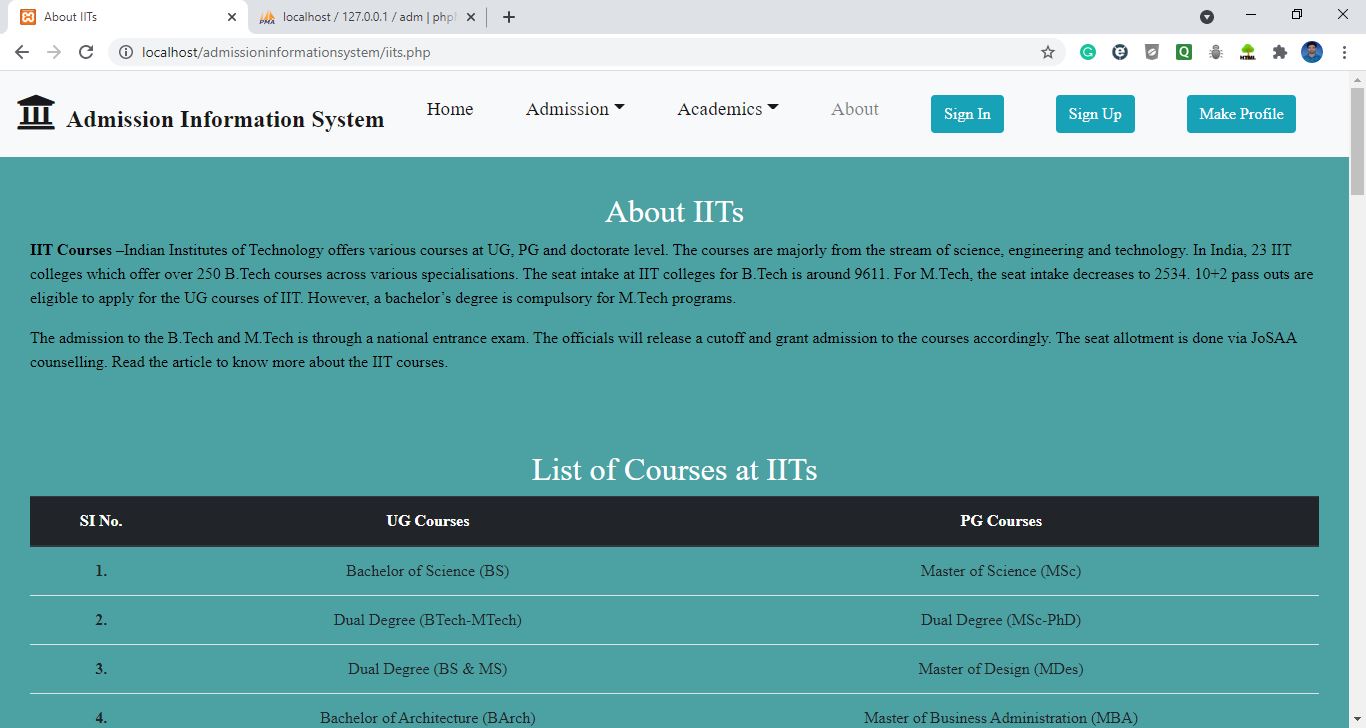 About IITs
localhost / 127.0.0.1 / adm | php
localhost/admissioninformationsystem/iits.php
Admission Information System
Home Admission Academics About Sign In Sign Up Make Profile
About IITs
IIT Courses –Indian Institutes of Technology offers various courses at UG, PG and doctorate level. The courses are majorly from the stream of science, engineering and technology. In India, 23 IIT
colleges which offer over 250 B.Tech courses across various specialisations. The seat intake at IIT colleges for B.Tech is around 9611. For M.Tech, the seat intake decreases to 2534. 10+2 pass outs are
eligible to apply for the UG courses of IIT. However, a bachelor’s degree is compulsory for M.Tech programs.
The admission to the B.Tech and M.Tech is through a national entrance exam. The officials will release a cutoff and grant admission to the courses accordingly. The seat allotment is done via JoSAA
counselling. Read the article to know more about the IIT courses.
List of Courses at IITs
SI No. UG Courses PG Courses
1. Bachelor of Science (BS) Master of Science (MSc)
2. Dual Degree (BTech-MTech) Dual Degree (MSc-PhD)
3. Dual Degree (BS & MS) Master of Design (MDes)
4. Bachelor of Architecture (BArch) Master of Business Administration (MBA)